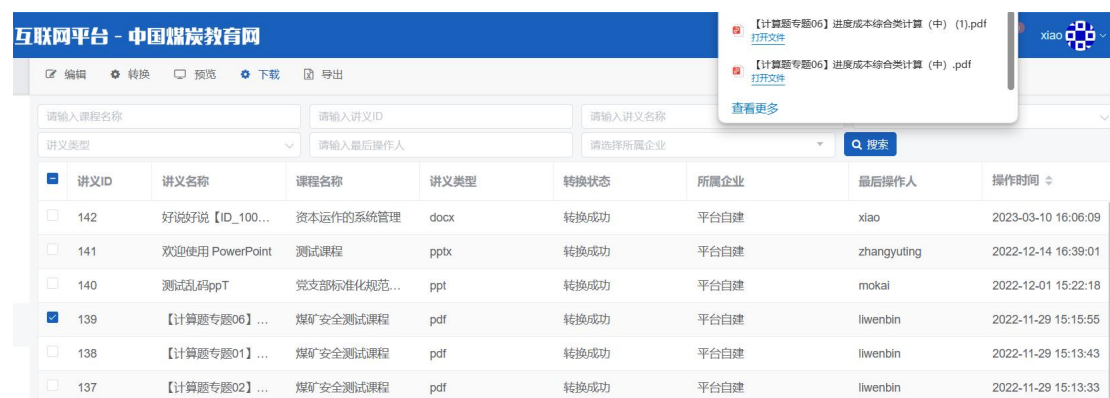 互联网平台 - 中国煤炭教育网
【计算题专题06】进度成本综合类计算（中） (1).pdf
打开文件
xiao
【计算题专题06】进度成本综合类计算（中）.pdf
打开文件
查看更多
编辑 转换 预览 下载 导出
请输入课程名称 请输入讲义ID 请输入讲义名称
讲义类型 请输入最后操作人 请选择所属企业 搜索
讲义ID 讲义名称 课程名称 讲义类型 转换状态 所属企业 最后操作人 操作时间
142 好说好说【ID_100... 资本运作的系统管理 docx 转换成功 平台自建 xiao 2023-03-10 16:06:09
141 欢迎使用 PowerPoint 测试课程 pptx 转换成功 平台自建 zhangyuting 2022-12-14 16:39:01
140 测试乱码ppT 党支部标准化规范... ppt 转换成功 平台自建 mokai 2022-12-01 15:22:18
139 【计算题专题06】... 煤矿安全测试课程 pdf 转换成功 平台自建 liwenbin 2022-11-29 15:15:55
138 【计算题专题01】... 煤矿安全测试课程 pdf 转换成功 平台自建 liwenbin 2022-11-29 15:13:43
137 【计算题专题02】... 煤矿安全测试课程 pdf 转换成功 平台自建 liwenbin 2022-11-29 15:13:33